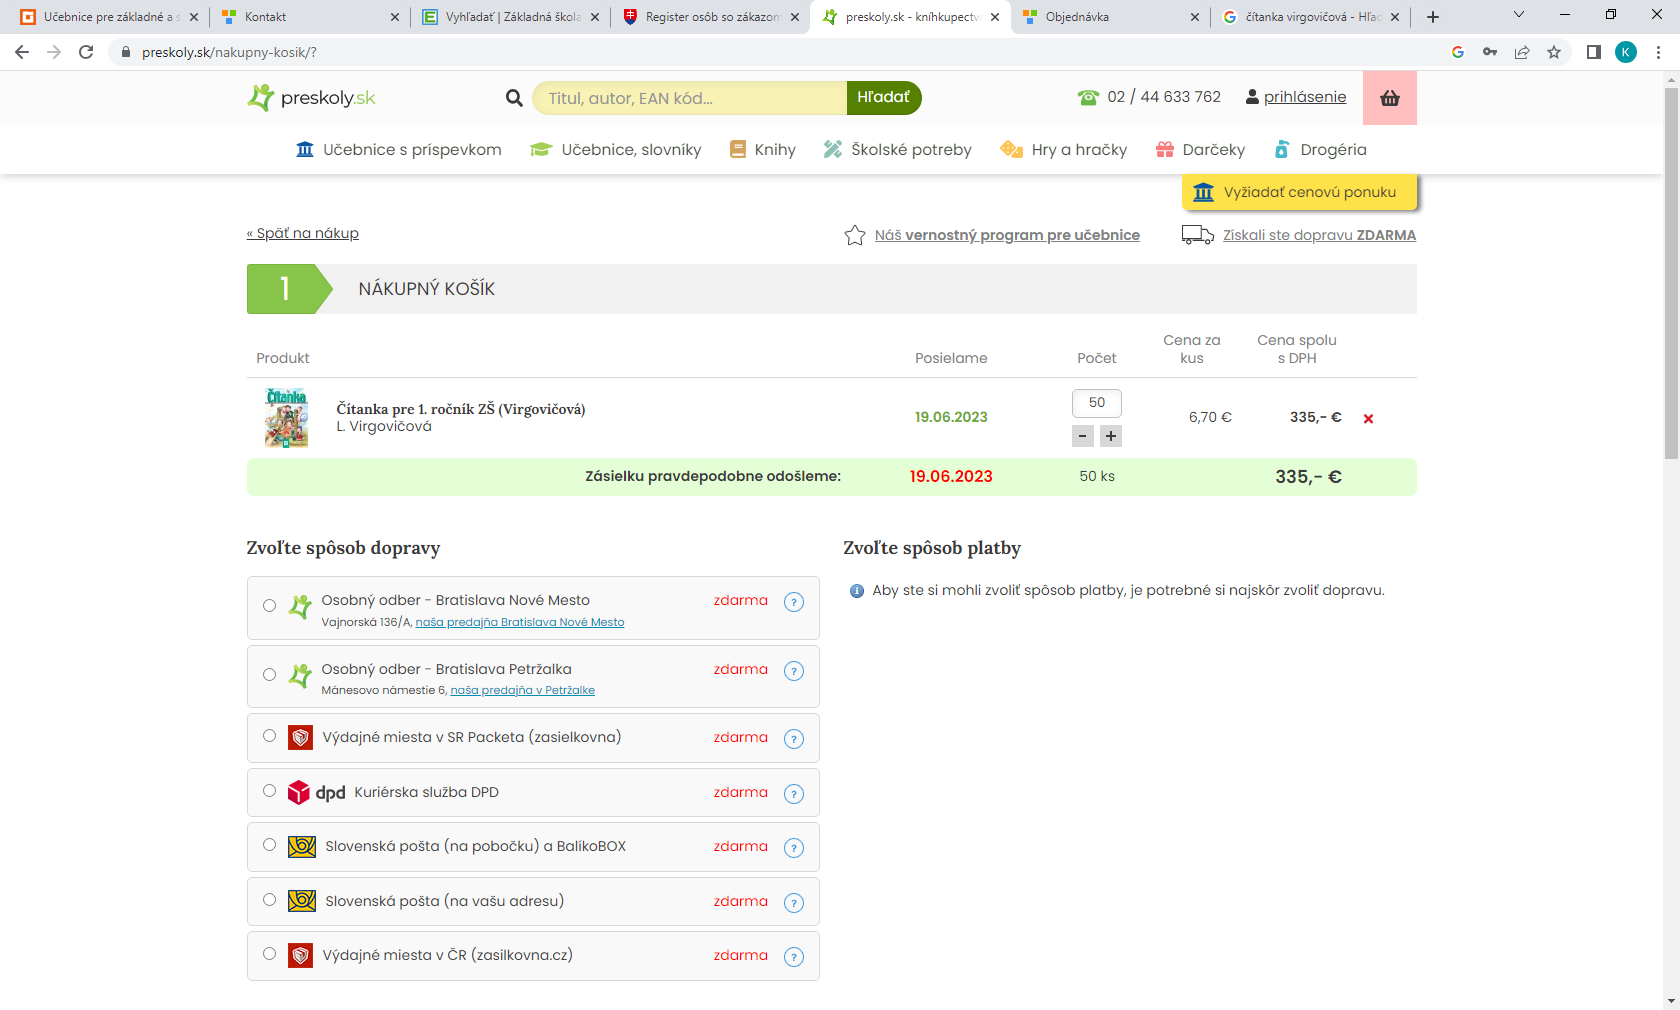 Učebnice pre základné a s
Kontakt
Vyhľadať | Základná škola
Register osôb so zákazom
preskoly.sk - kníhkupectvo
Objednávka
čítanka virgovičová - Hľad
preskoly.sk/nakupny-kosik/?
K
preskoly.sk
Titul, autor, EAN kód...
Hľadať
02 / 44 633 762
prihlásenie
Učebnice s príspevkom
Učebnice, slovníky
Knihy
Školské potreby
Hry a hračky
Darčeky
Drogéria
Vyžiadať cenovú ponuku
« Späť na nákup
Náš vernostný program pre učebnice
Získali ste dopravu ZDARMA
1 NÁKUPNÝ KOŠÍK
Produkt
Posielame
Počet
Cena za
kus
Cena spolu
s DPH
Čítanka
Čítanka pre 1. ročník ZŠ (Virgovičová)
L. Virgovičová
19.06.2023
50
- +
6,70 €
335,- €
Zásielku pravdepodobne odošleme: 19.06.2023 50 ks 335,- €
Zvoľte spôsob dopravy
Osobný odber - Bratislava Nové Mesto zdarma ?
Vajnorská 136/A, naša predajňa Bratislava Nové Mesto
Osobný odber - Bratislava Petržalka zdarma ?
Mánesovo námestie 6, naša predajňa v Petržalke
Výdajné miesta v SR Packeta (zasielkovna) zdarma ?
dpd Kuriérska služba DPD zdarma ?
Slovenská pošta (na pobočku) a BalíkoBOX zdarma ?
Slovenská pošta (na vašu adresu) zdarma ?
Výdajné miesta v ČR (zasilkovna.cz) zdarma ?
Zvoľte spôsob platby
Aby ste si mohli zvoliť spôsob platby, je potrebné si najskôr zvoliť dopravu.